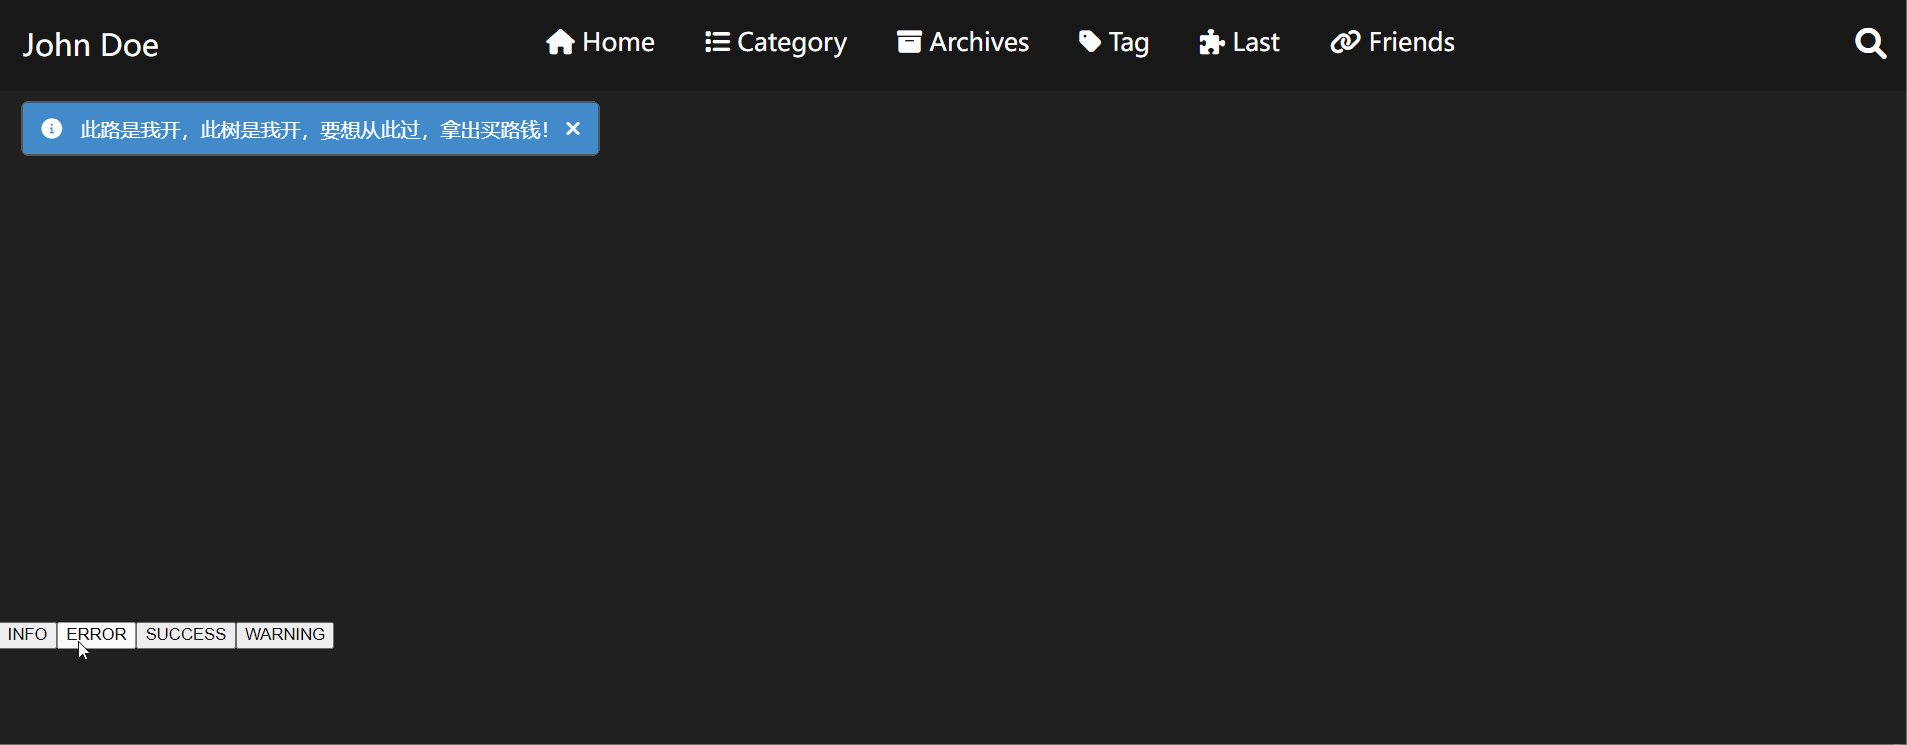 John Doe Home Category Archives Tag Last Friends
此路是我开，此树是我开，要想从此过，拿出买路钱！
INFO ERROR SUCCESS WARNING